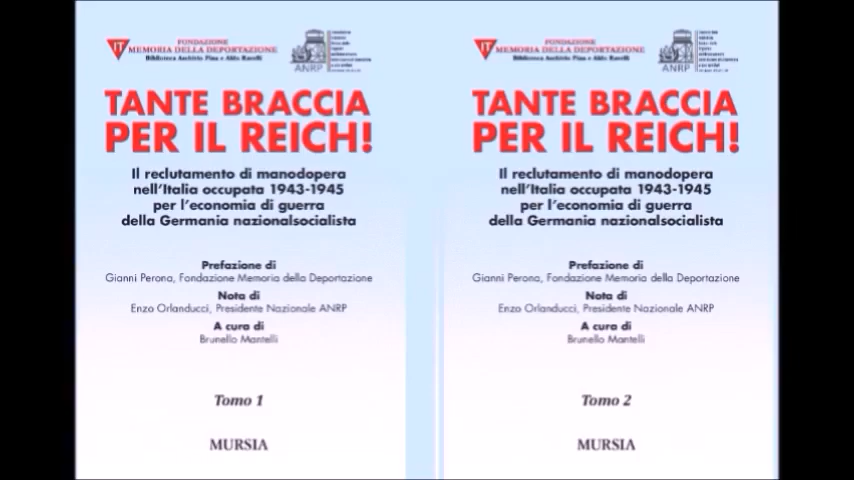 FONDAZIONE
MEMORIA DELLA DEPORTAZIONE
Biblioteca Archivio Pina e Aldo Ravelli
ANRP
TANTE BRACCIA
PER IL REICH!
Il reclutamento di manodopera
nell'Italia occupata 1943-1945
per l'economia di guerra
della Germania nazionalsocialista
Prefazione di
Gianni Perona, Fondazione Memoria della Deportazione
Nota di
Enzo Orlanducci, Presidente Nazionale ANRP
A cura di
Brunello Mantelli
Tomo 1
MURSIA
FONDAZIONE
MEMORIA DELLA DEPORTAZIONE
Biblioteca Archivio Pina e Aldo Ravelli
ANRP
TANTE BRACCIA
PER IL REICH!
Il reclutamento di manodopera
nell'Italia occupata 1943-1945
per l'economia di guerra
della Germania nazionalsocialista
Prefazione di
Gianni Perona, Fondazione Memoria della Deportazione
Nota di
Enzo Orlanducci, Presidente Nazionale ANRP
A cura di
Brunello Mantelli
Tomo 2
MURSIA